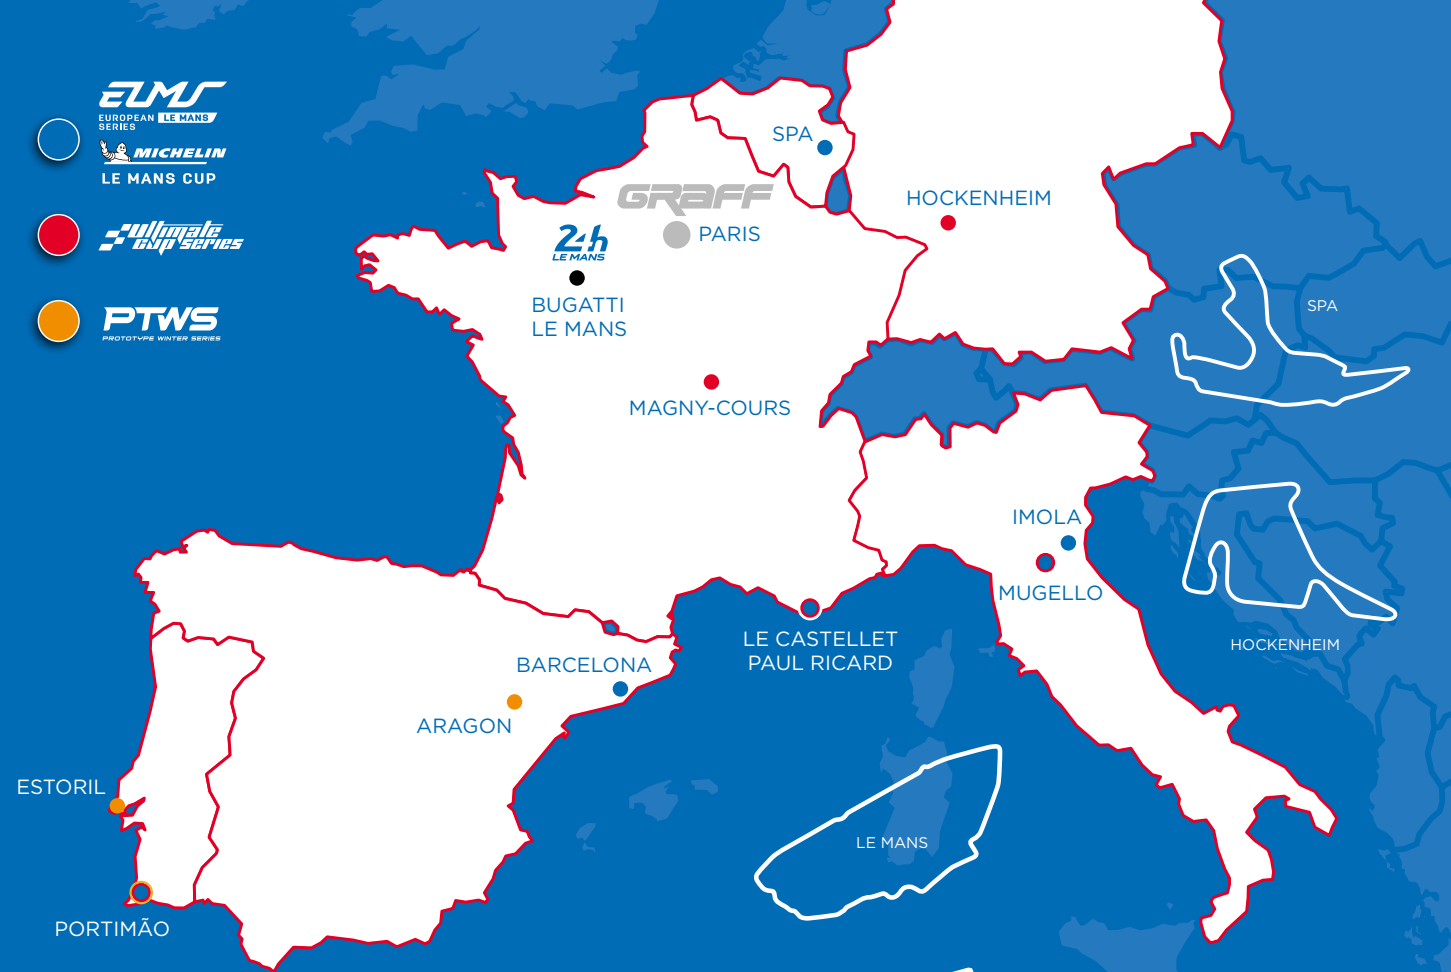 ELMS
EUROPEAN LE MANS
SERIES
MICHELIN
LE MANS CUP
Ultimate
Cup Series
PTWS
PROTOTYPE WINTER SERIES
SPA
HOCKENHEIM
GRAFF
PARIS
24h
LE MANS
BUGATTI
LE MANS
MAGNY-COURS
SPA
IMOLA
MUGELLO
HOCKENHEIM
LE CASTELLET
PAUL RICARD
BARCELONA
ARAGON
ESTORIL
LE MANS
PORTIMÃO